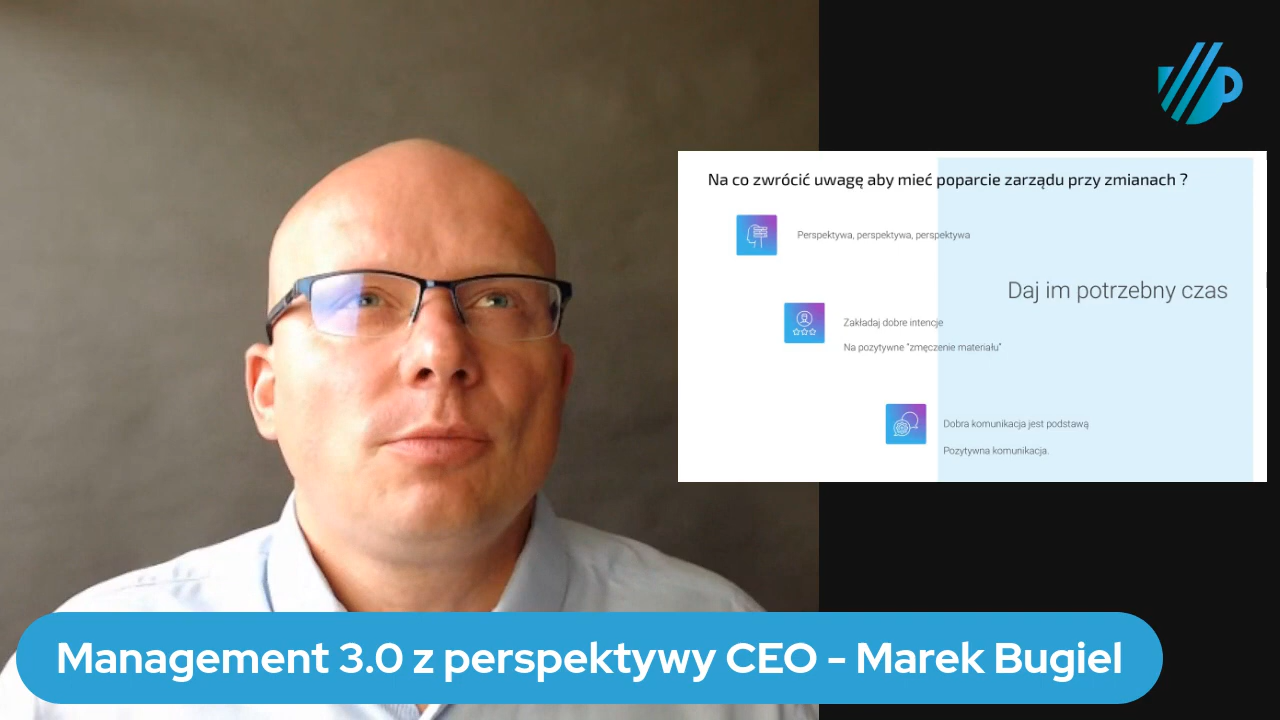 Na co zwrócić uwagę aby mieć poparcie zarządu przy zmianach ?
Perspektywa, perspektywa, perspektywa
Daj im potrzebny czas
Zakładaj dobre intencje
Na pozytywne "zmęczenie materiału"
Dobra komunikacja jest podstawą
Pozytywna komunikacja.
Management 3.0 z perspektywy CEO - Marek Bugiel